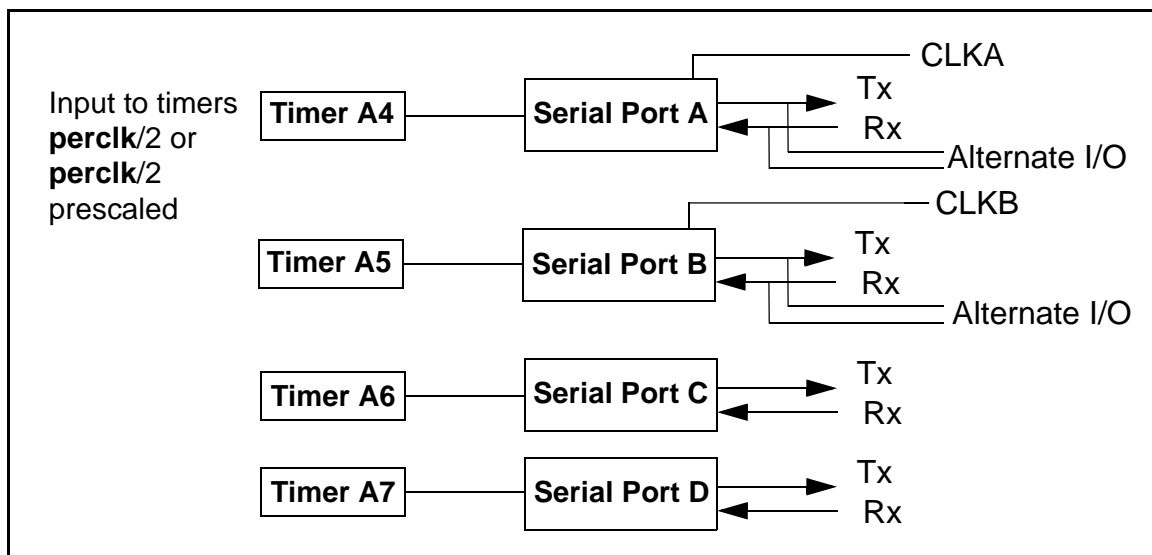 Input to timers
perclk/2 or
perclk/2
prescaled
Timer A4
Serial Port A
CLKA
Tx
Rx
Alternate I/O
Timer A5
Serial Port B
CLKB
Tx
Rx
Alternate I/O
Timer A6
Serial Port C
Tx
Rx
Timer A7
Serial Port D
Tx
Rx